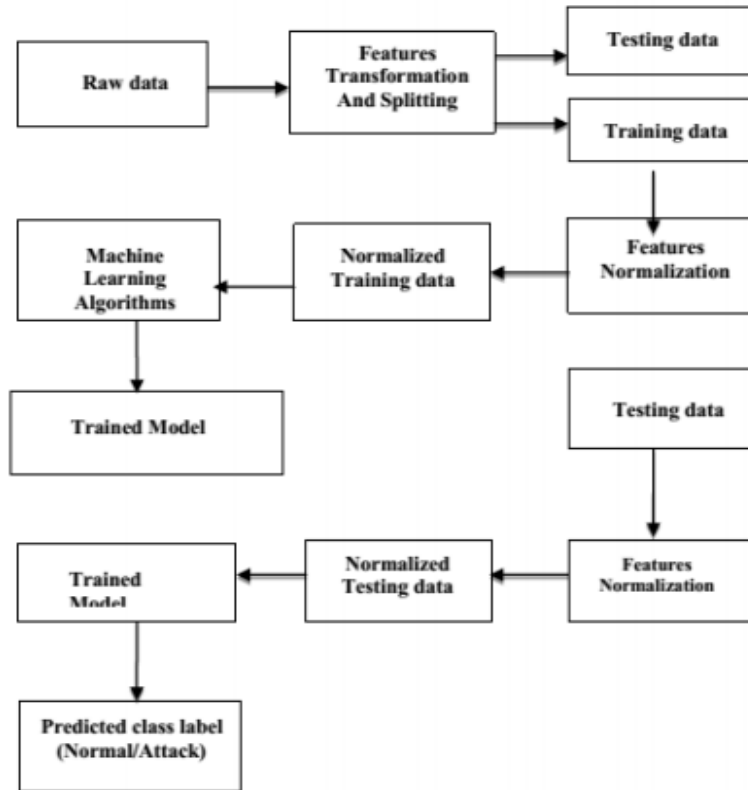 Raw data
Features
Transformation
And Splitting
Testing data
Training data
Machine
Learning
Algorithms
Normalized
Training data
Features
Normalization
Trained Model
Testing data
Trained
Model
Normalized
Testing data
Features
Normalization
Predicted class label
(Normal/Attack)